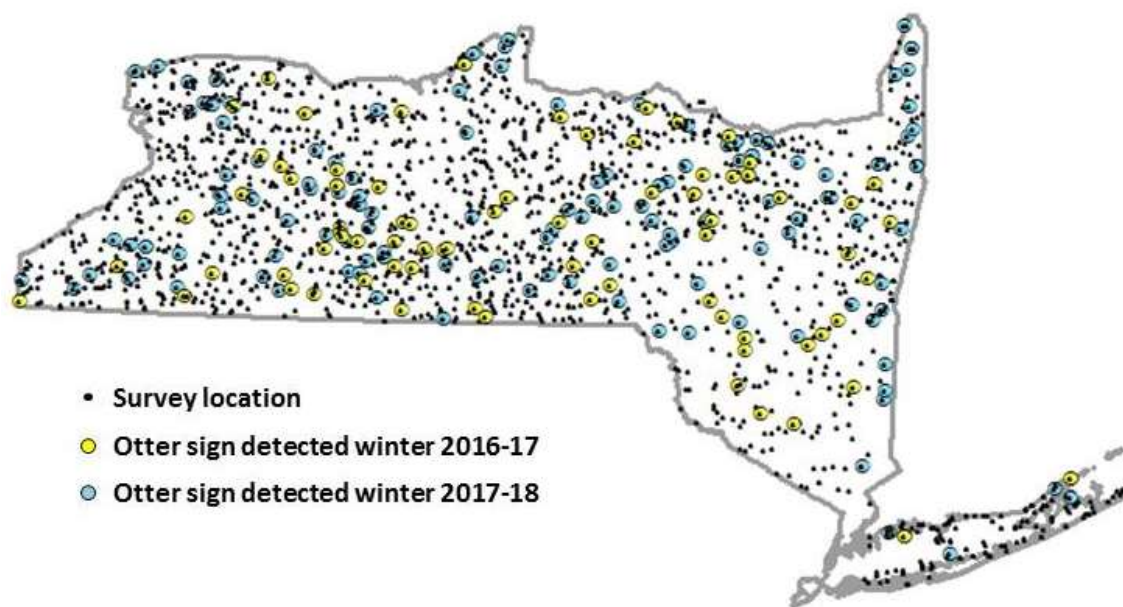 Survey location
Otter sign detected winter 2016-17
Otter sign detected winter 2017-18